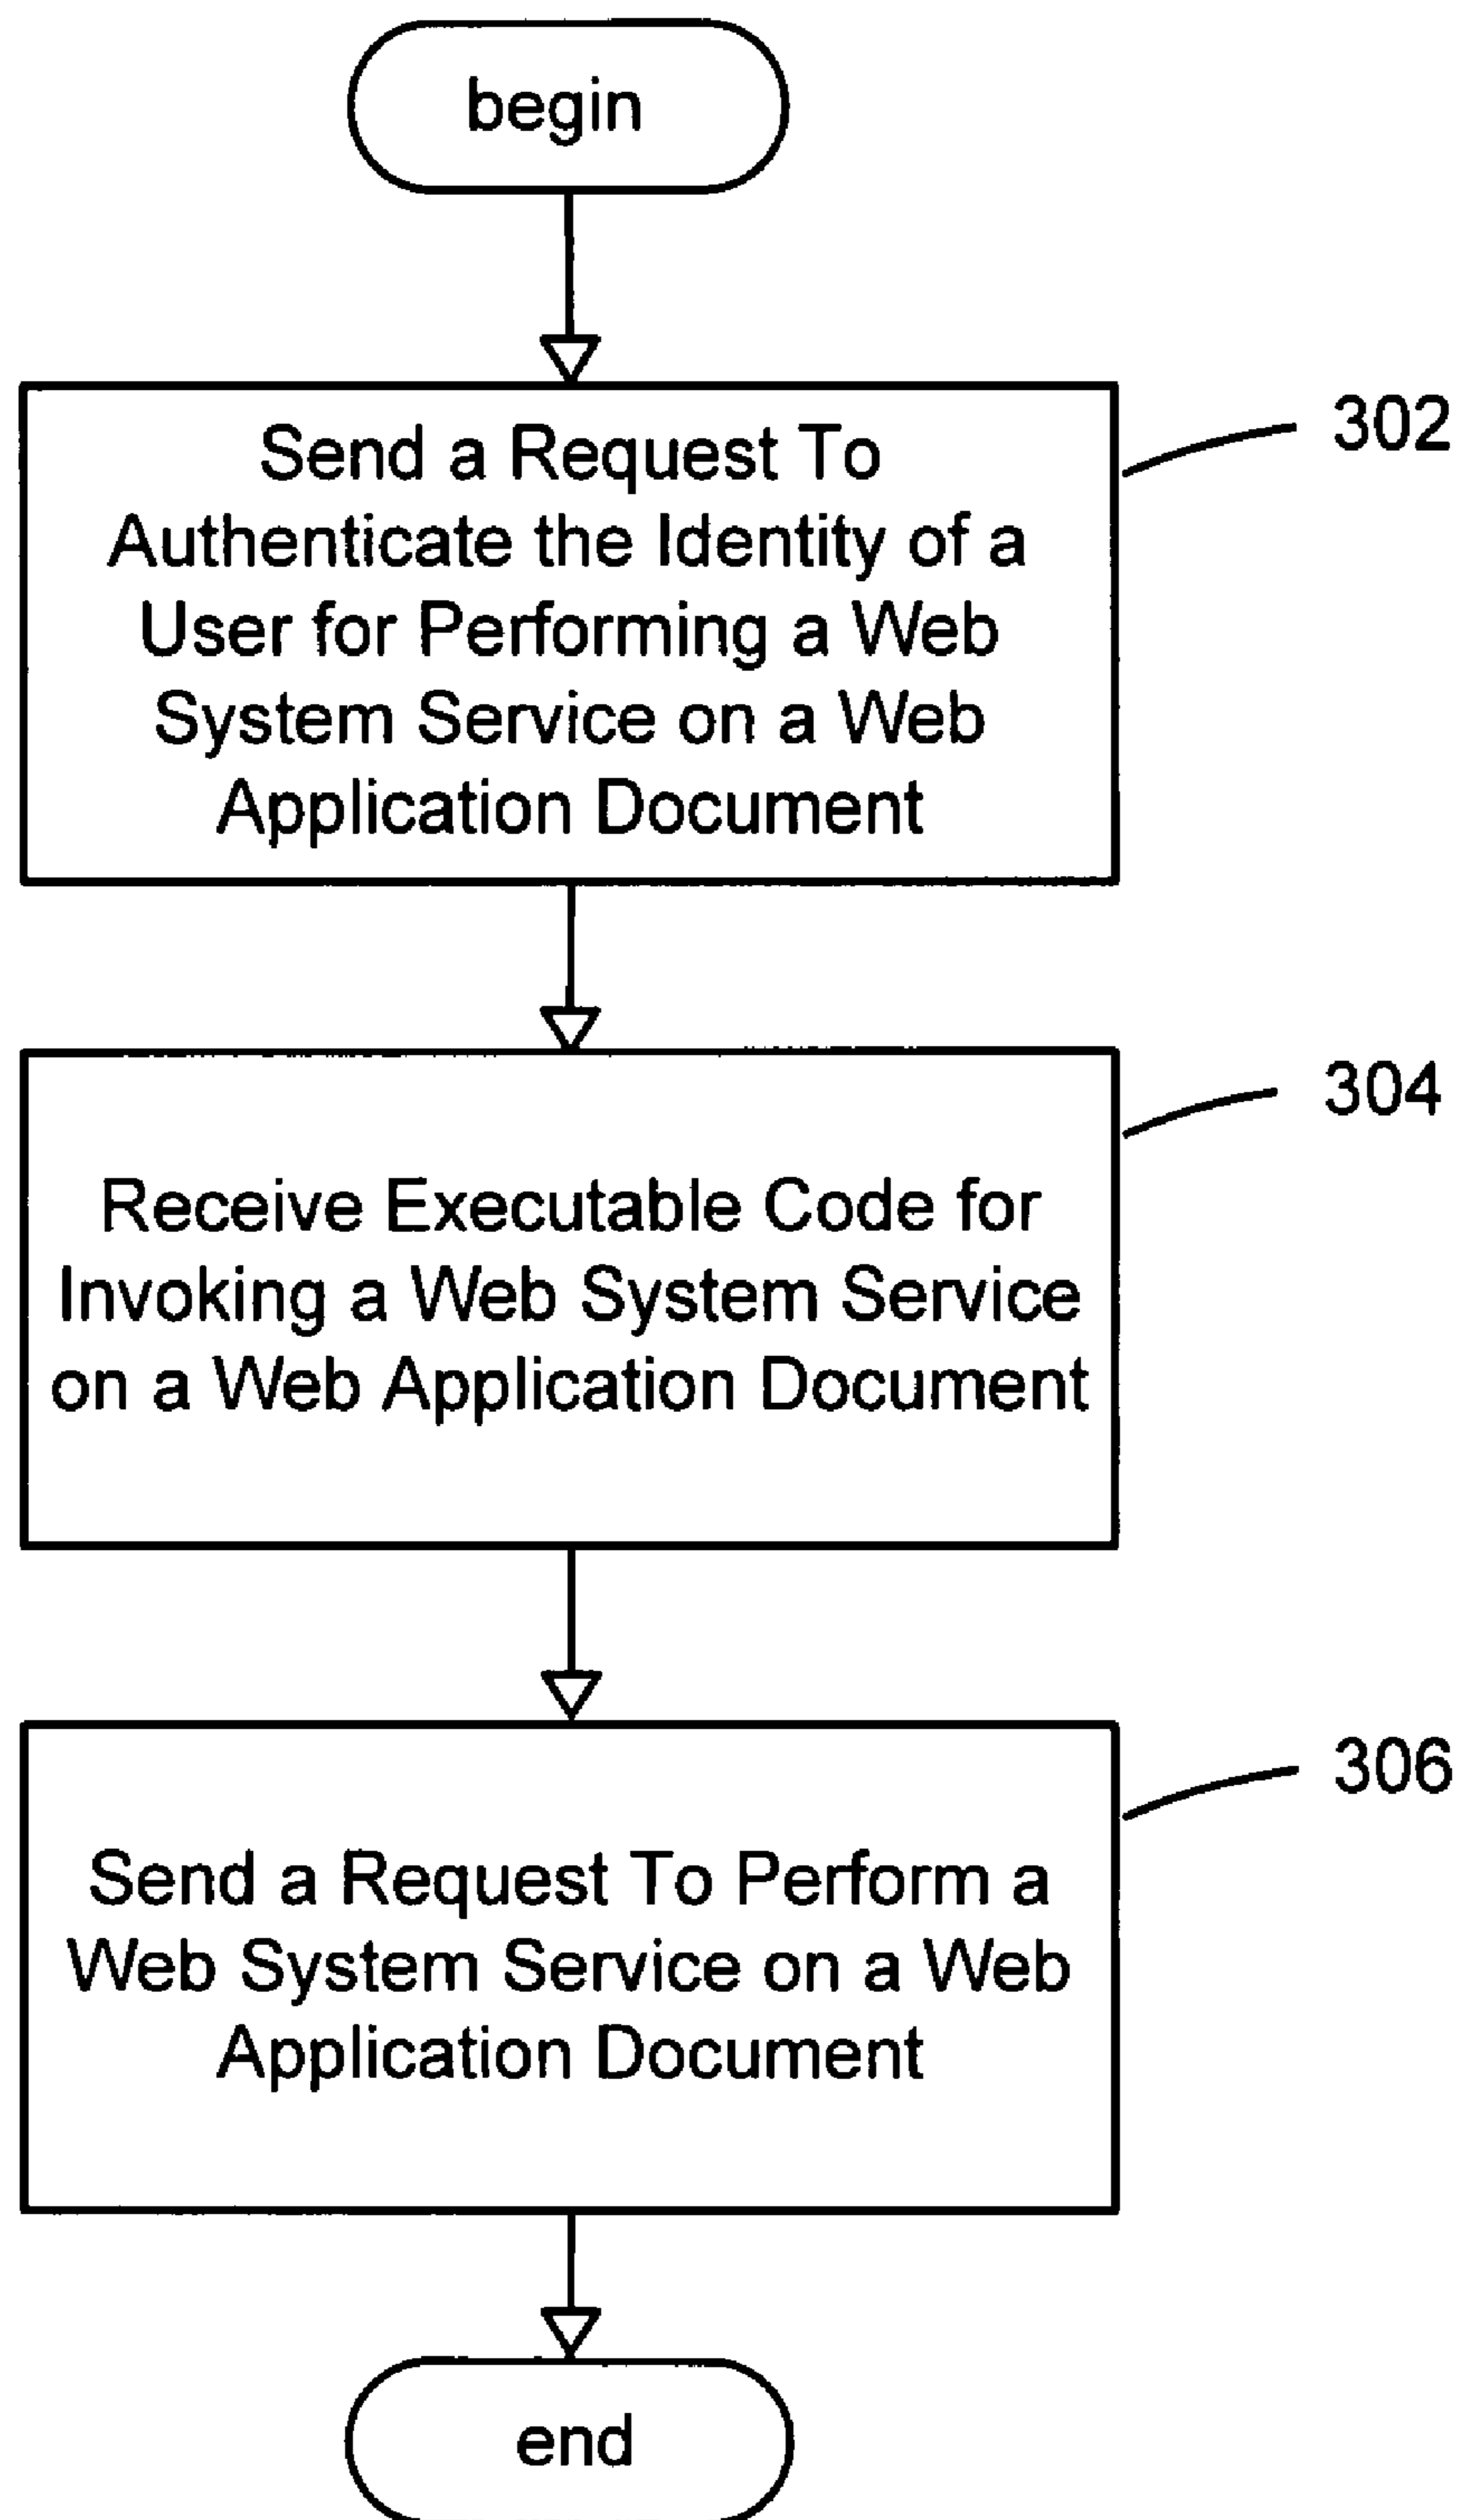 begin
Send a Request To
Authenticate the Identity of a
User for Performing a Web
System Service on a Web
Application Document
302
Receive Executable Code for
Invoking a Web System Service
on a Web Application Document
304
Send a Request To Perform a
Web System Service on a Web
Application Document
306
end